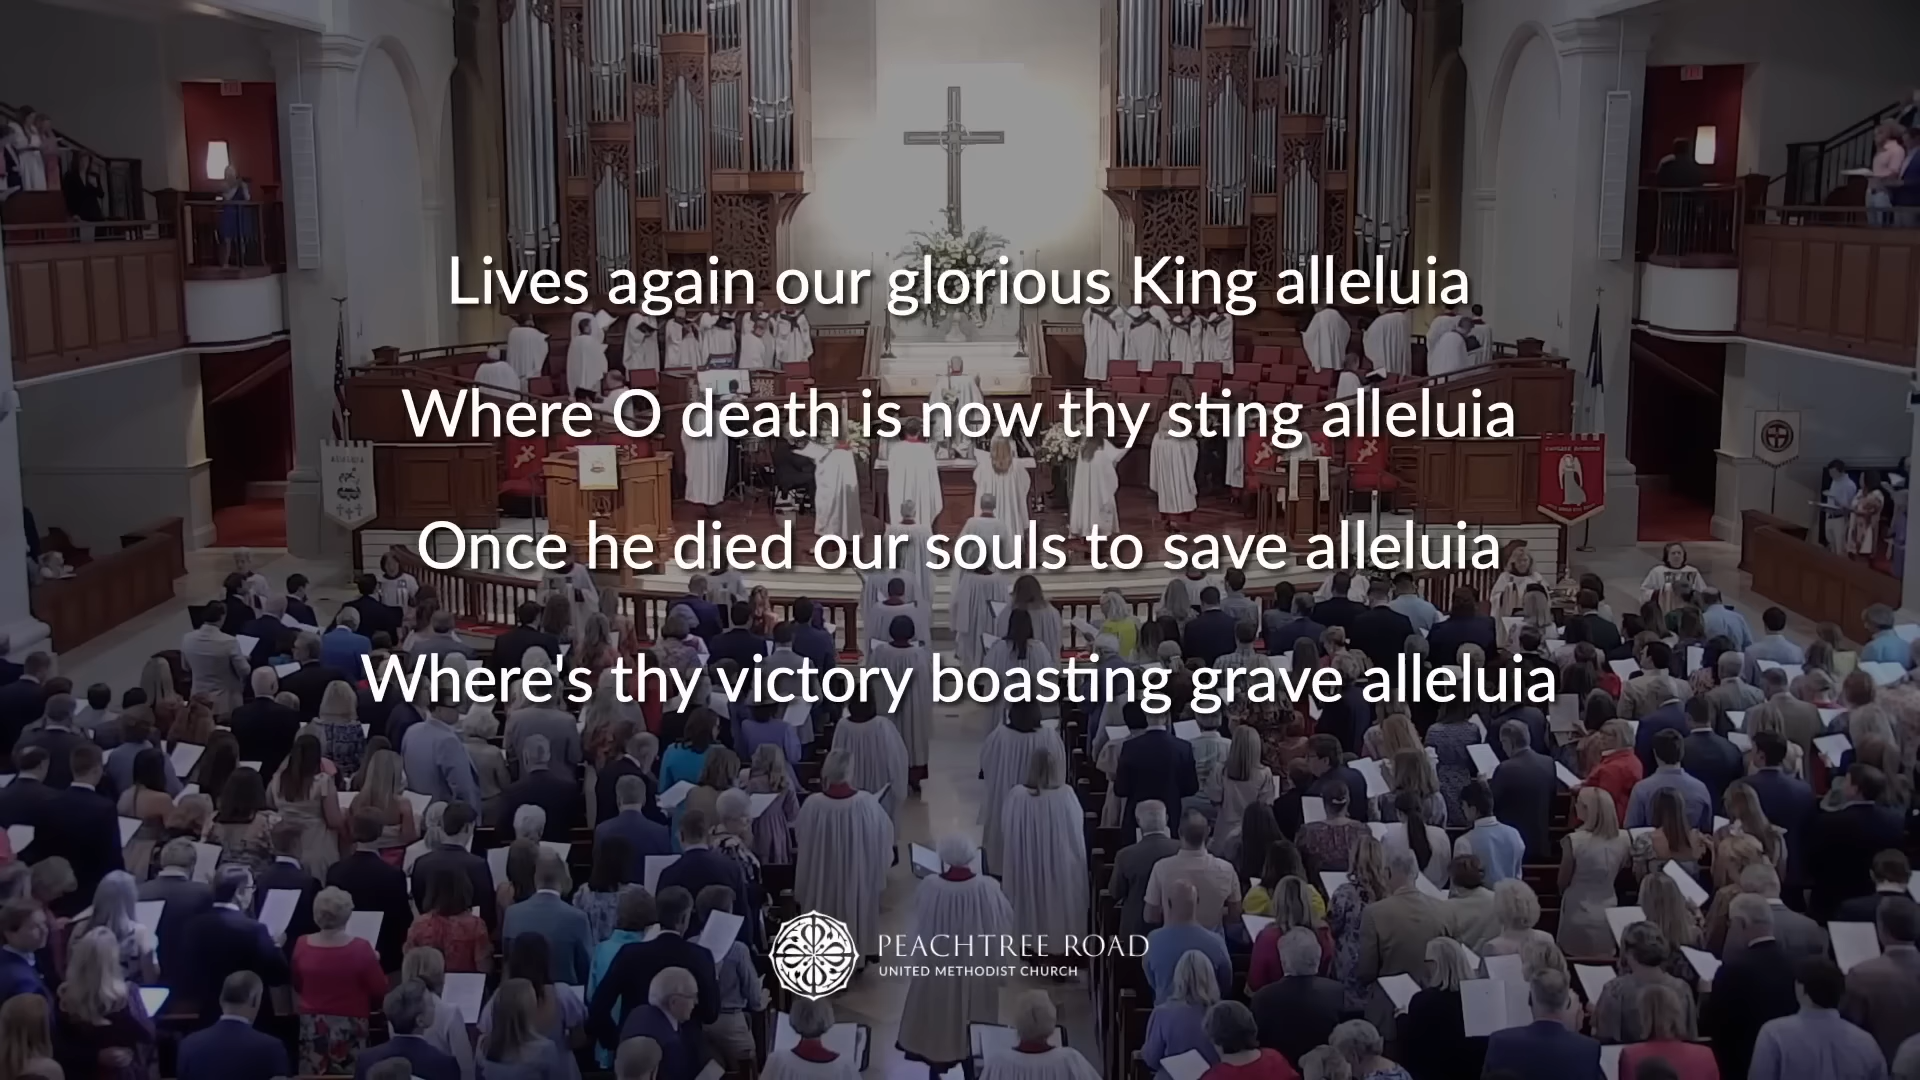 Lives again our glorious King alleluia
Where O death is now thy sting alleluia
Once he died our souls to save alleluia
Where's thy victory boasting grave alleluia
PEACHTREE ROAD
UNITED METHODIST CHURCH